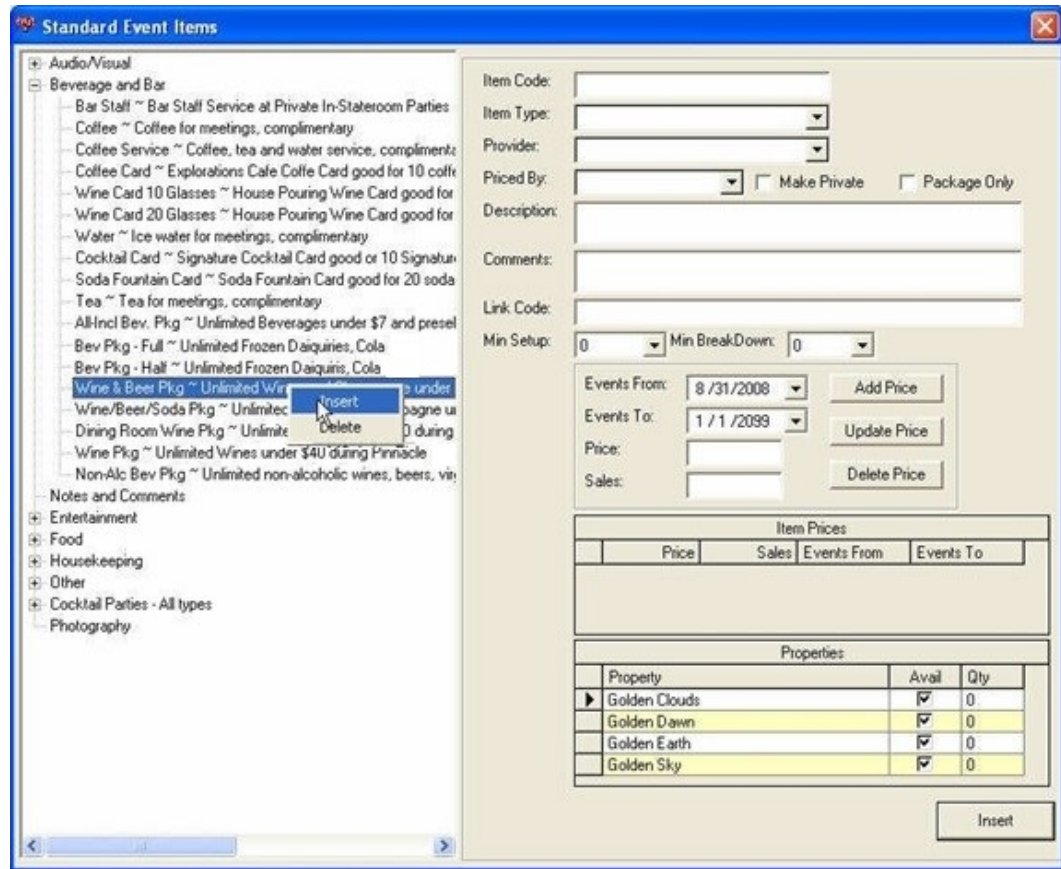 Standard Event Items
Audio/Visual
Beverage and Bar
Bar Staff ~ Bar Staff Service at Private In-Stateroom Parties
Coffee ~ Coffee for meetings, complimentary
Coffee Service ~ Coffee, tea and water service, complimenta
Coffee Card ~ Explorations Cafe Coffe Card good for 10 coffe
Wine Card 10 Glasses ~ House Pouring Wine Card good for
Wine Card 20 Glasses ~ House Pouring Wine Card good for
Water ~ Ice water for meetings, complimentary
Cocktail Card ~ Signature Cocktail Card good or 10 Signature
Soda Fountain Card ~ Soda Fountain Card good for 20 soda
Tea ~ Tea for meetings, complimentary
All-Incl Bev. Pkg ~ Unlimited Beverages under $7 and presel
Bev Pkg - Full ~ Unlimited Frozen Daiquiries, Cola
Bev Pkg - Half ~ Unlimited Frozen Daiquiris, Cola
Wine & Beer Pkg ~ Unlimited Win under
Wine/Beer/Soda Pkg ~ Unlimited pagne u
Dining Room Wine Pkg ~ Unlimite 0 during
Wine Pkg ~ Unlimited Wines under $40 during Pinnacle
Non-Alc Bev Pkg ~ Unlimited non-alcoholic wines, beers, vir
Insert
Delete
Notes and Comments
Entertainment
Food
Housekeeping
Other
Cocktail Parties - All types
Photography
Item Code:
Item Type:
Provider:
Priced By: Make Private Package Only
Description:
Comments:
Link Code:
Min Setup: 0 Min BreakDown: 0
Events From: 8 /31/2008 Add Price
Events To: 1 / 1 /2099 Update Price
Price:
Sales: Delete Price
Item Prices
Price Sales Events From Events To
Properties
Property Avail Qty
Golden Clouds 0
Golden Dawn 0
Golden Earth 0
Golden Sky 0
Insert